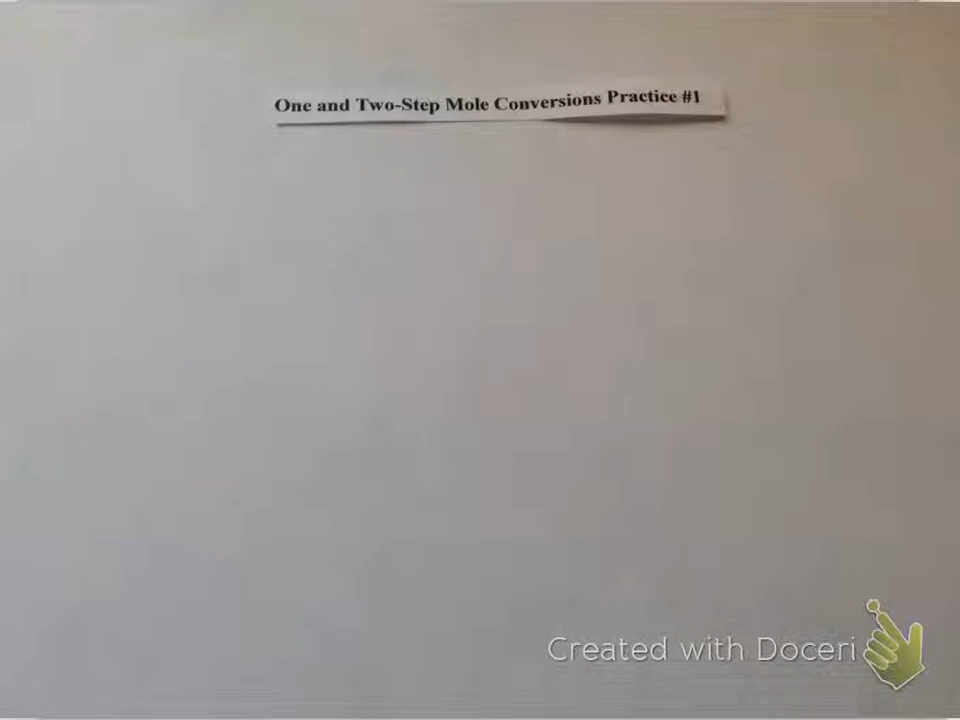 One and Two-Step Mole Conversions Practice #1
Created with Doceri